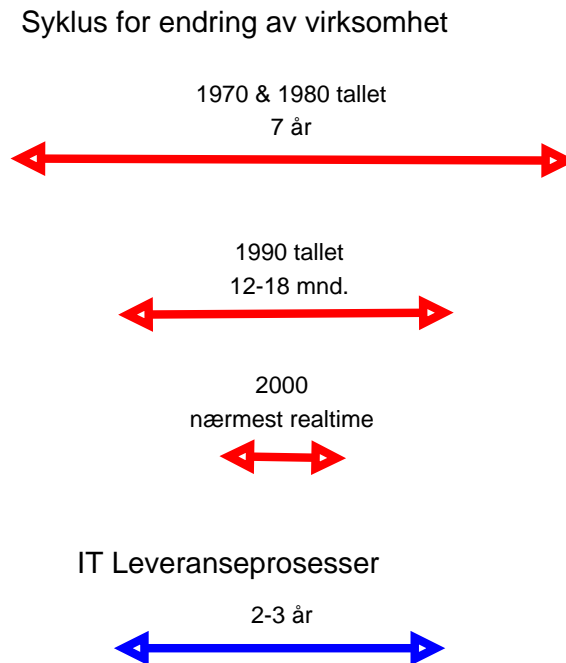 Syklus for endring av virksomhet
1970 & 1980 tallet
7 år
1990 tallet
12-18 mnd.
2000
nærmest realtime
IT Leveranseprosesser
2-3 år